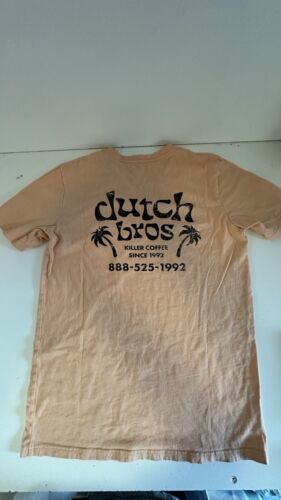 dutch
bros
KILLER COFFEE
SINCE 1992
888-525-1992